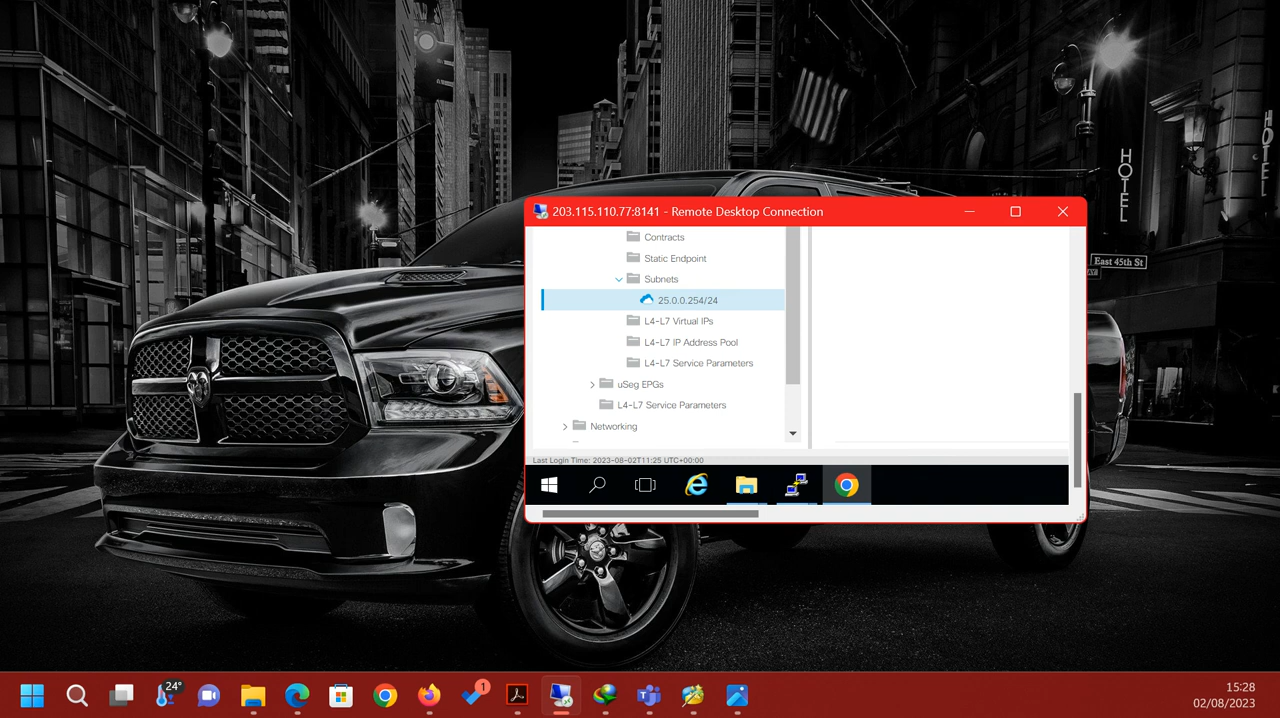 HOTEL
HOTEL
East 45th St
203.115.110.77:8141 - Remote Desktop Connection
Contracts
Static Endpoint
Subnets
25.0.0.254/24
L4-L7 Virtual IPs
L4-L7 IP Address Pool
L4-L7 Service Parameters
uSeg EPGs
L4-L7 Service Parameters
Networking
Last Login Time: 2023-08-02T11:25 UTC+00:00
24°
1
15:28
02/08/2023